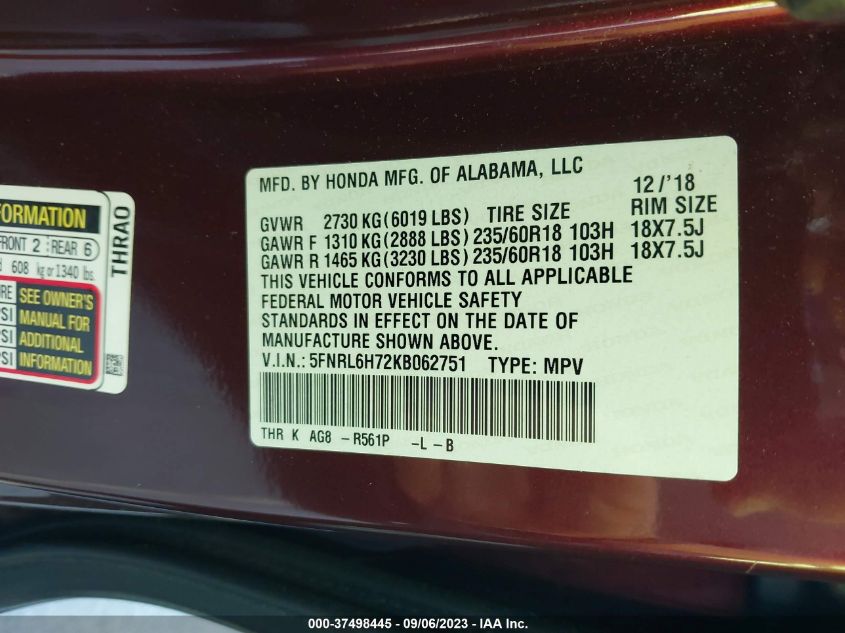 FORMATION
FRONT 2 REAR 6
608 kg or 1340 lbs.
SEE OWNER'S
PSI MANUAL FOR
PSI ADDITIONAL
PSI INFORMATION
THRA0
MFD. BY HONDA MFG. OF ALABAMA, LLC 12/'18
GVWR 2730 KG(6019 LBS) TIRE SIZE RIM SIZE
GAWR F 1310 KG(2888 LBS) 235/60R18 103H 18X7.5J
GAWR R 1465 KG(3230 LBS) 235/60R18 103H 18X7.5J
THIS VEHICLE CONFORMS TO ALL APPLICABLE
FEDERAL MOTOR VEHICLE SAFETY
STANDARDS IN EFFECT ON THE DATE OF
MANUFACTURE SHOWN ABOVE.
V.I.N.: 5FNRL6H72KB062751 TYPE: MPV
THR K AG8 -R561P -L-B
000-37498445 - 09/06/2023 - IAA Inc.